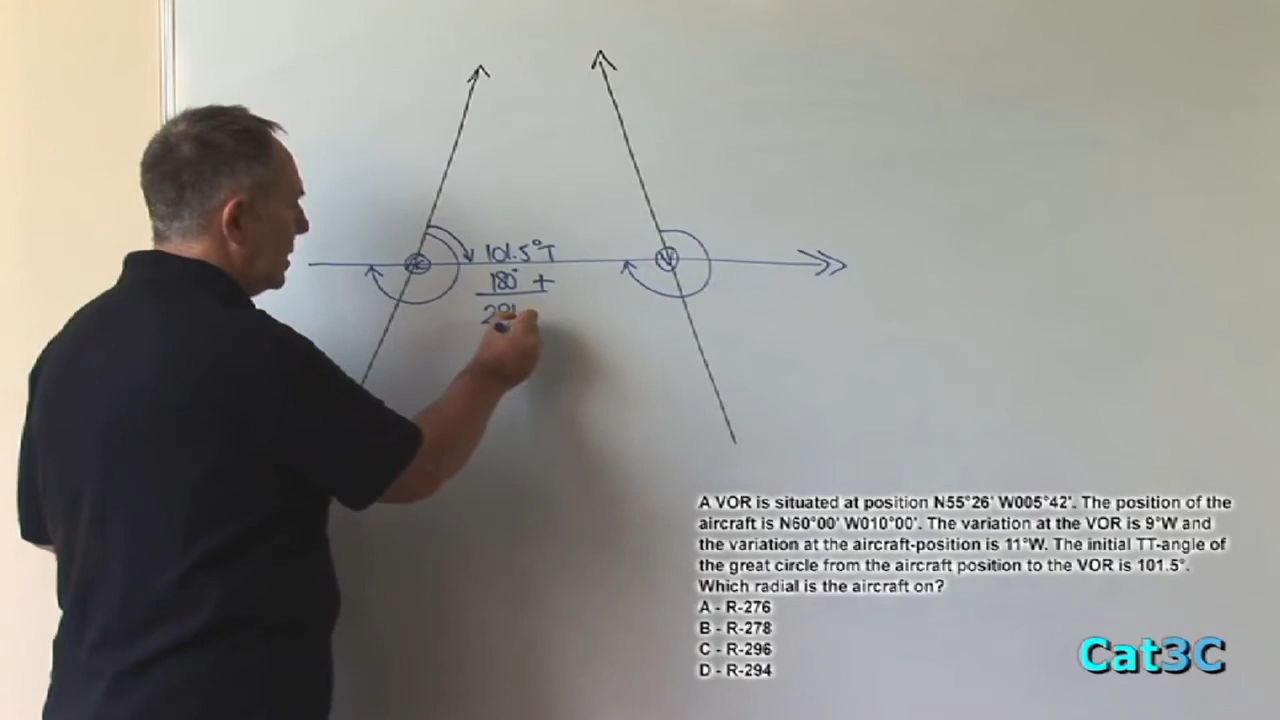 101.5°T
180° +
A VOR is situated at position N55°26' W005°42'. The position of the
aircraft is N60°00' W010°00'. The variation at the VOR is 9°W and
the variation at the aircraft-position is 11°W. The initial TT-angle of
the great circle from the aircraft position to the VOR is 101.5°.
Which radial is the aircraft on?
A - R-276
B - R-278
C - R-296
D - R-294
Cat3C